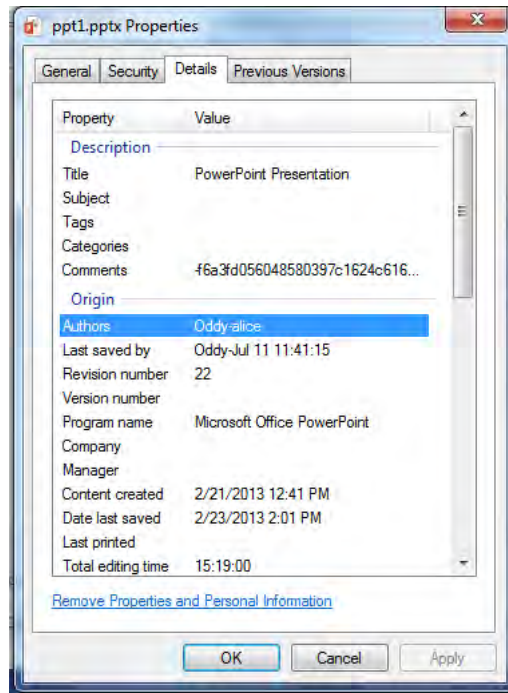 ppt1.pptx Properties
General Security Details Previous Versions
Property Value
Description
Title PowerPoint Presentation
Subject
Tags
Categories
Comments -f6a3fd056048580397c1624c616...
Origin
Authors Oddy-alice
Last saved by Oddy-Jul 11 11:41:15
Revision number 22
Version number
Program name Microsoft Office PowerPoint
Company
Manager
Content created 2/21/2013 12:41 PM
Date last saved 2/23/2013 2:01 PM
Last printed
Total editing time 15:19:00
Remove Properties and Personal Information
OK Cancel Apply